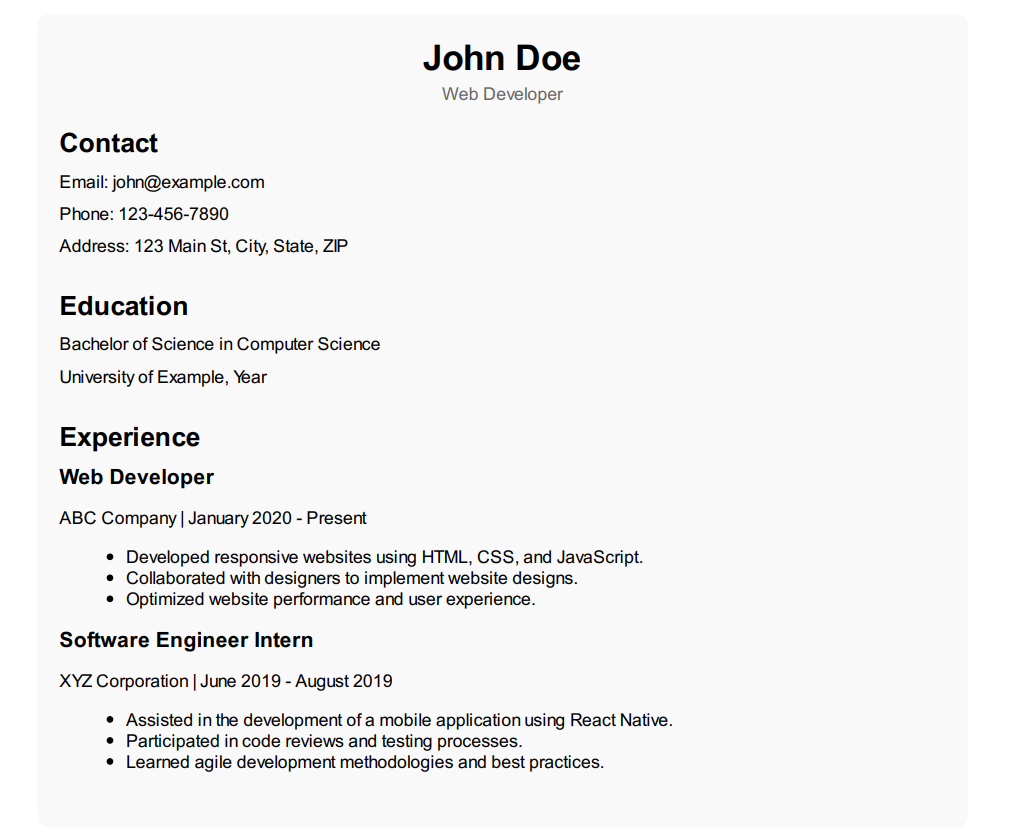 John Doe
Web Developer
Contact
Email: john@example.com
Phone: 123-456-7890
Address: 123 Main St, City, State, ZIP
Education
Bachelor of Science in Computer Science
University of Example, Year
Experience
Web Developer
ABC Company | January 2020 - Present
• Developed responsive websites using HTML, CSS, and JavaScript.
• Collaborated with designers to implement website designs.
• Optimized website performance and user experience.
Software Engineer Intern
XYZ Corporation | June 2019 - August 2019
• Assisted in the development of a mobile application using React Native.
• Participated in code reviews and testing processes.
• Learned agile development methodologies and best practices.